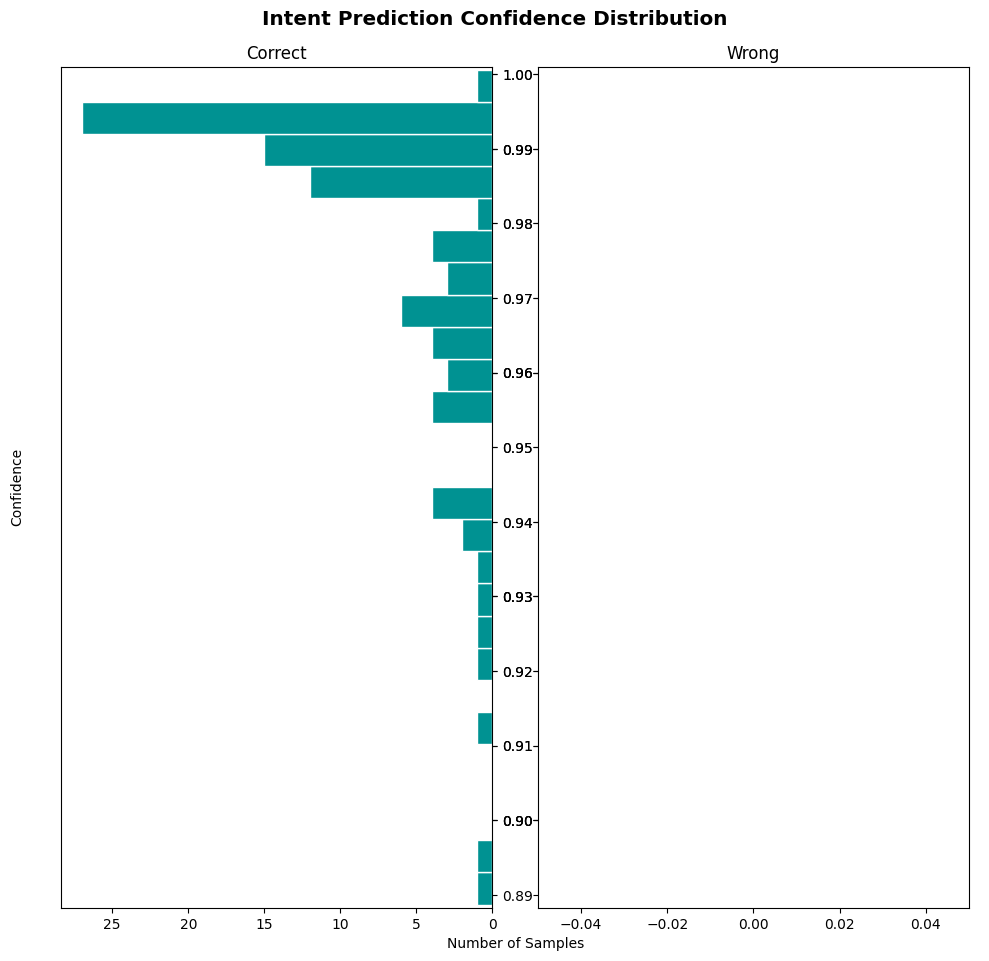 Intent Prediction Confidence Distribution
Correct
Wrong
1.00
0.99
0.98
0.97
0.96
0.95
0.94
0.93
0.92
0.91
0.90
0.89
Confidence
25 20 15 10 5 0
−0.04 −0.02 0.00 0.02 0.04
Number of Samples